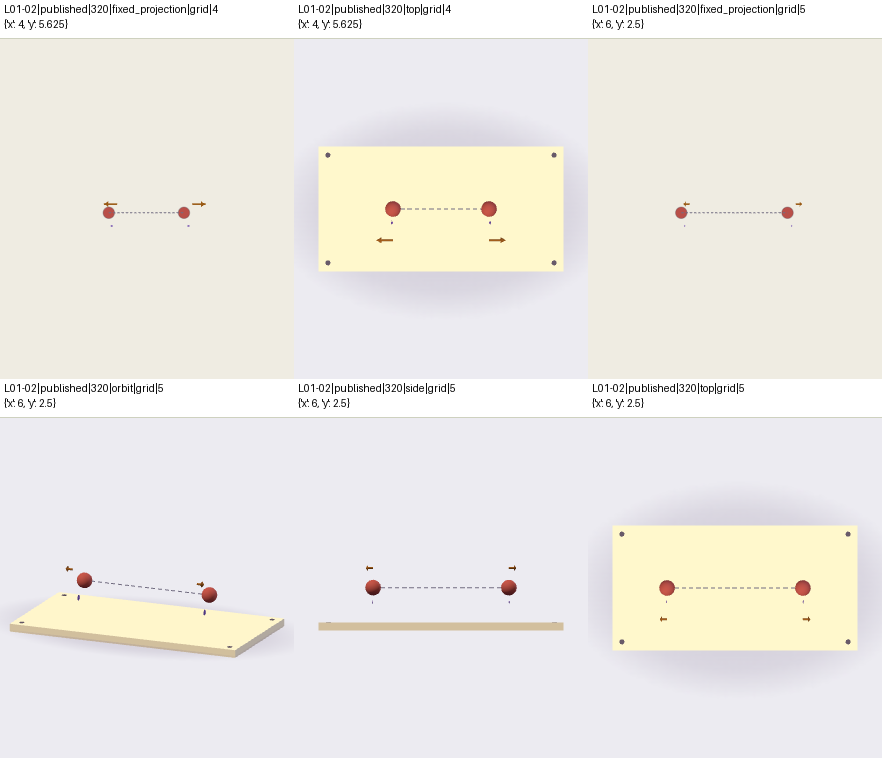 L01-02|published|320|fixed_projection|grid|4
{'x': 4, 'y': 5.625}
L01-02|published|320|top|grid|4
{'x': 4, 'y': 5.625}
L01-02|published|320|fixed_projection|grid|5
{'x': 6, 'y': 2.5}
L01-02|published|320|orbit|grid|5
{'x': 6, 'y': 2.5}
L01-02|published|320|side|grid|5
{'x': 6, 'y': 2.5}
L01-02|published|320|top|grid|5
{'x': 6, 'y': 2.5}